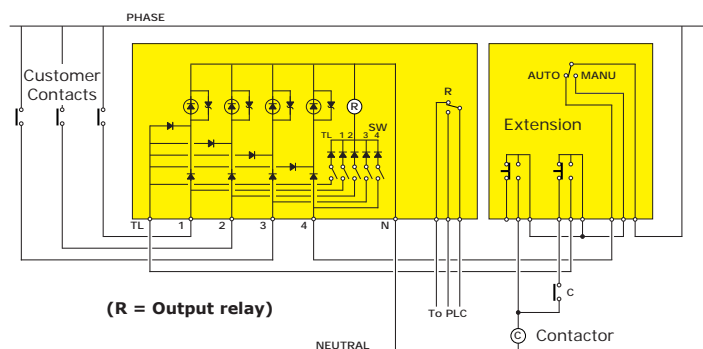 PHASE
Customer
Contacts
R
R
SW
TL 1 2 3 4
AUTO MANU
Extension
TL 1 2 3 4 N
C
(R = Output relay)
To PLC
C Contactor
NEUTRAL